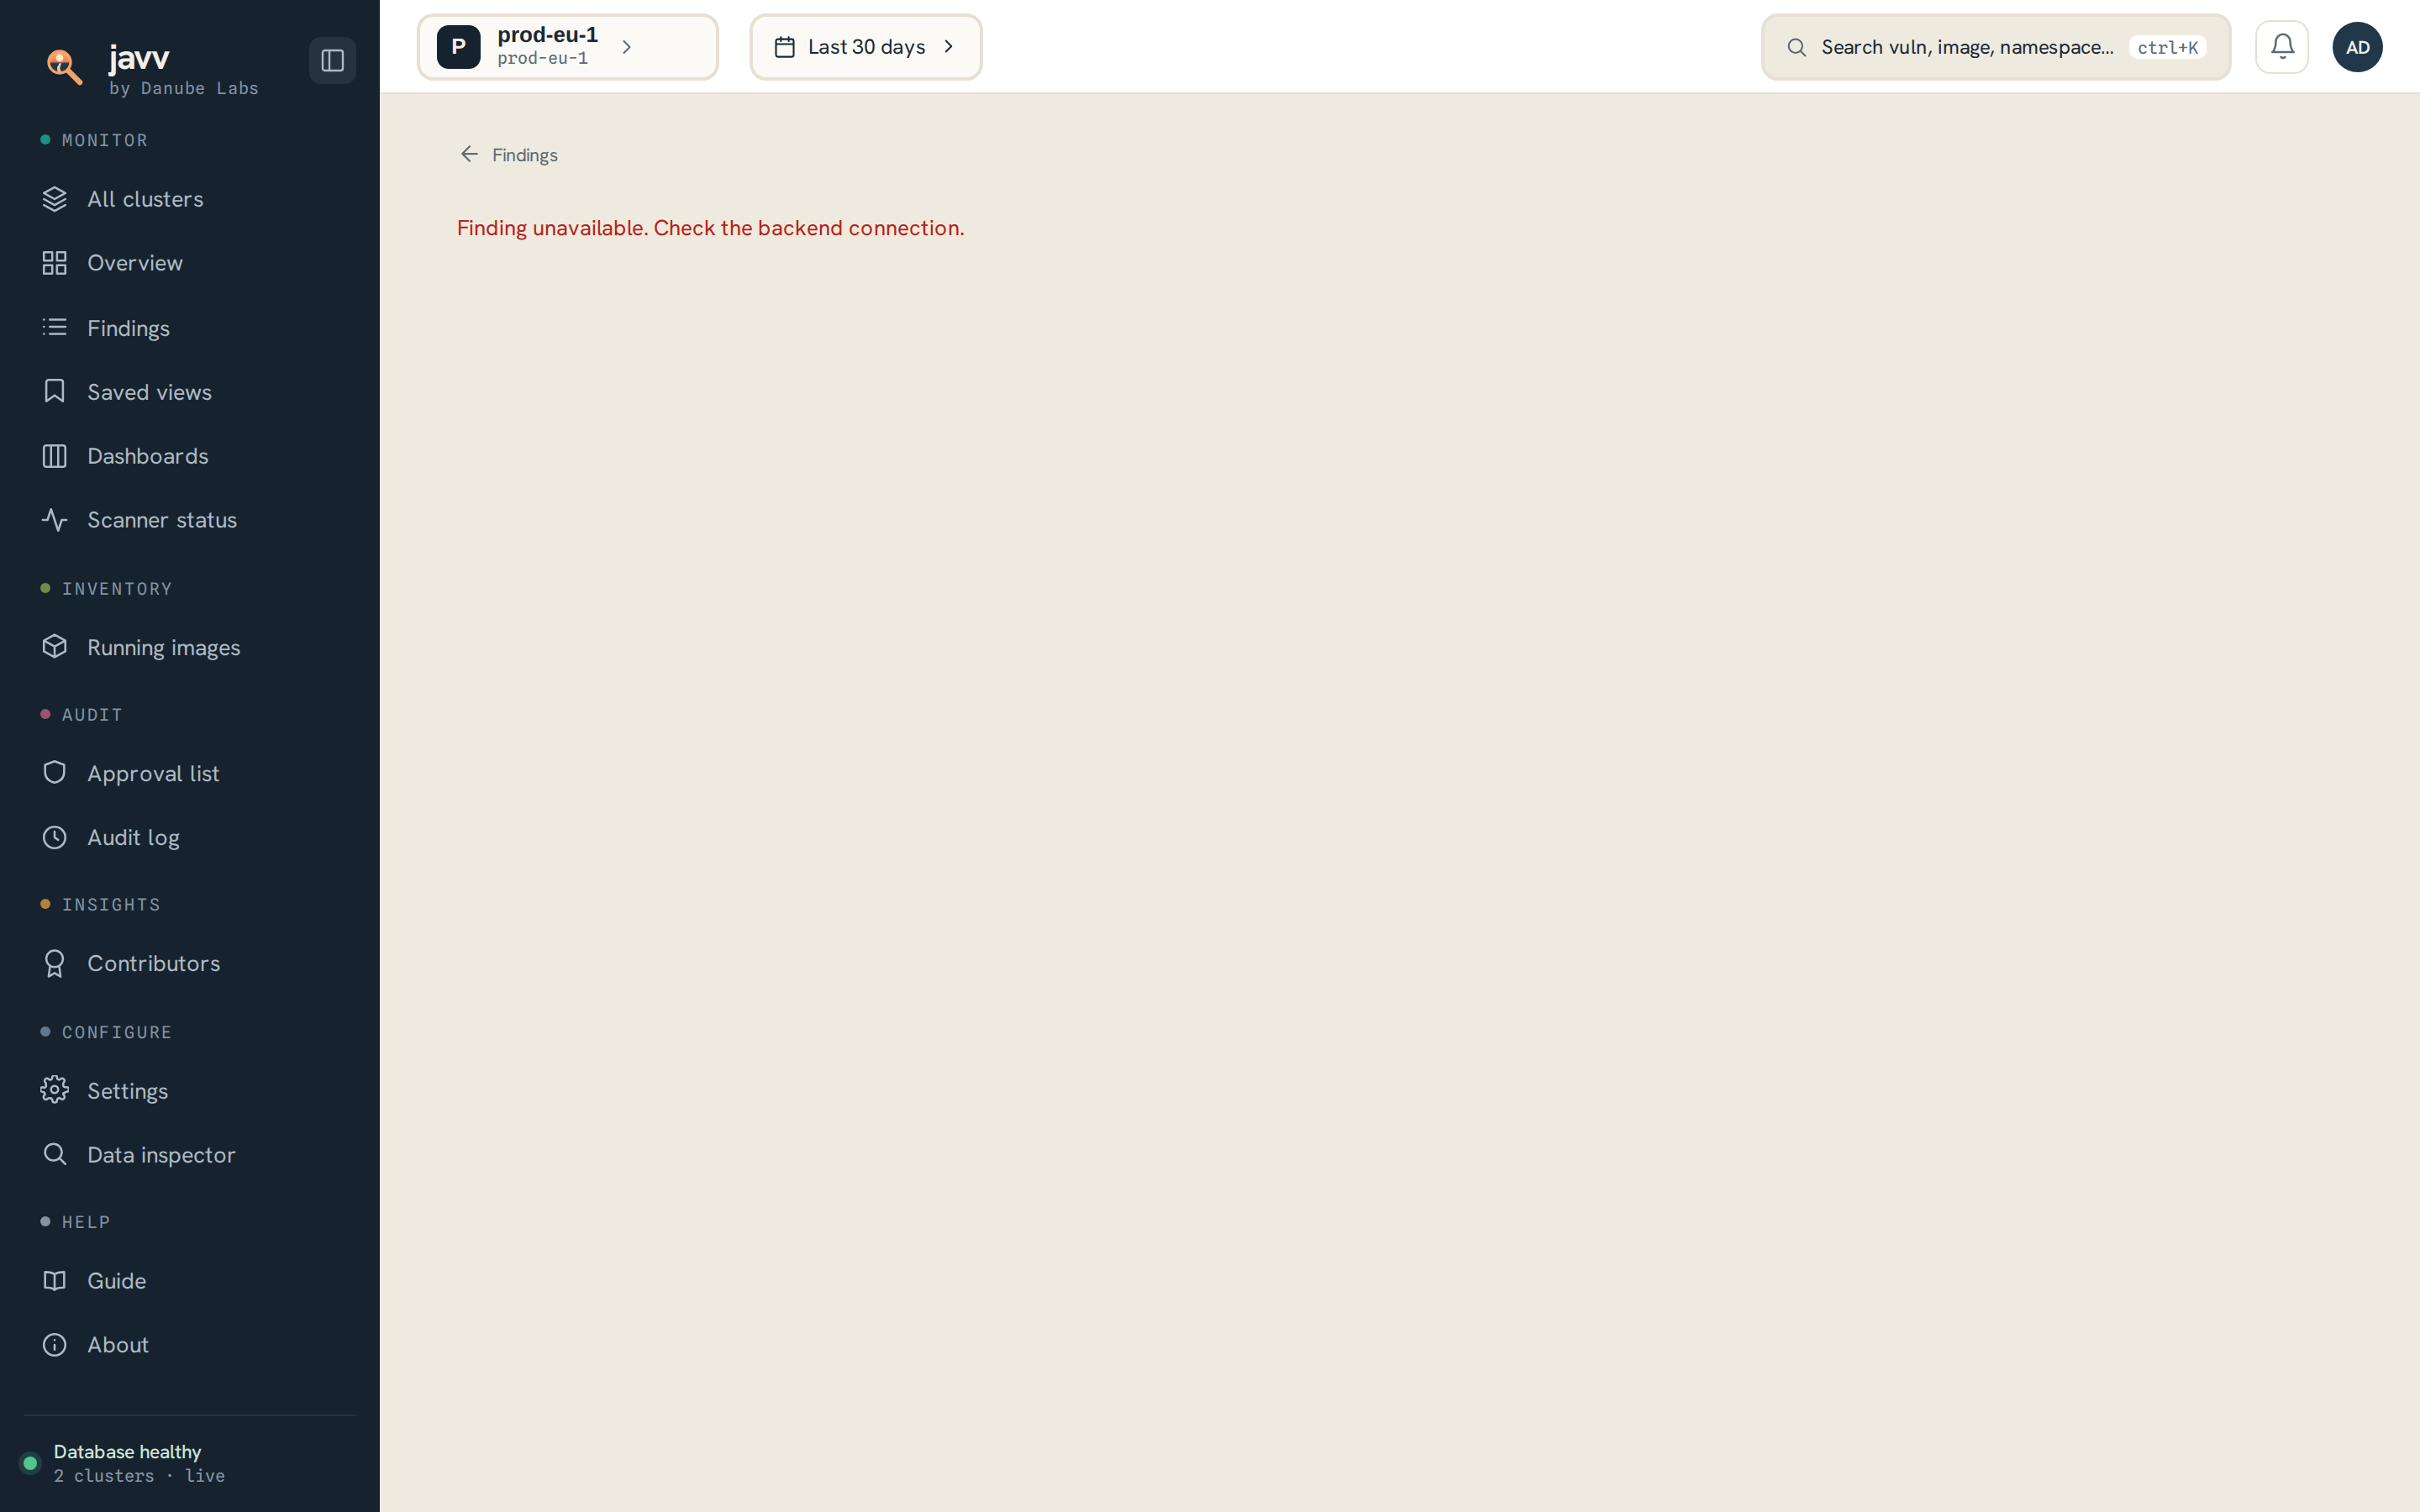 javv
by Danube Labs
MONITOR
All clusters
Overview
Findings
Saved views
Dashboards
Scanner status
INVENTORY
Running images
AUDIT
Approval list
Audit log
INSIGHTS
Contributors
CONFIGURE
Settings
Data inspector
HELP
Guide
About
Database healthy
2 clusters · live
P
prod-eu-1
prod-eu-1
Last 30 days
Search vuln, image, namespace...
ctrl+K
AD
Findings
Finding unavailable. Check the backend connection.